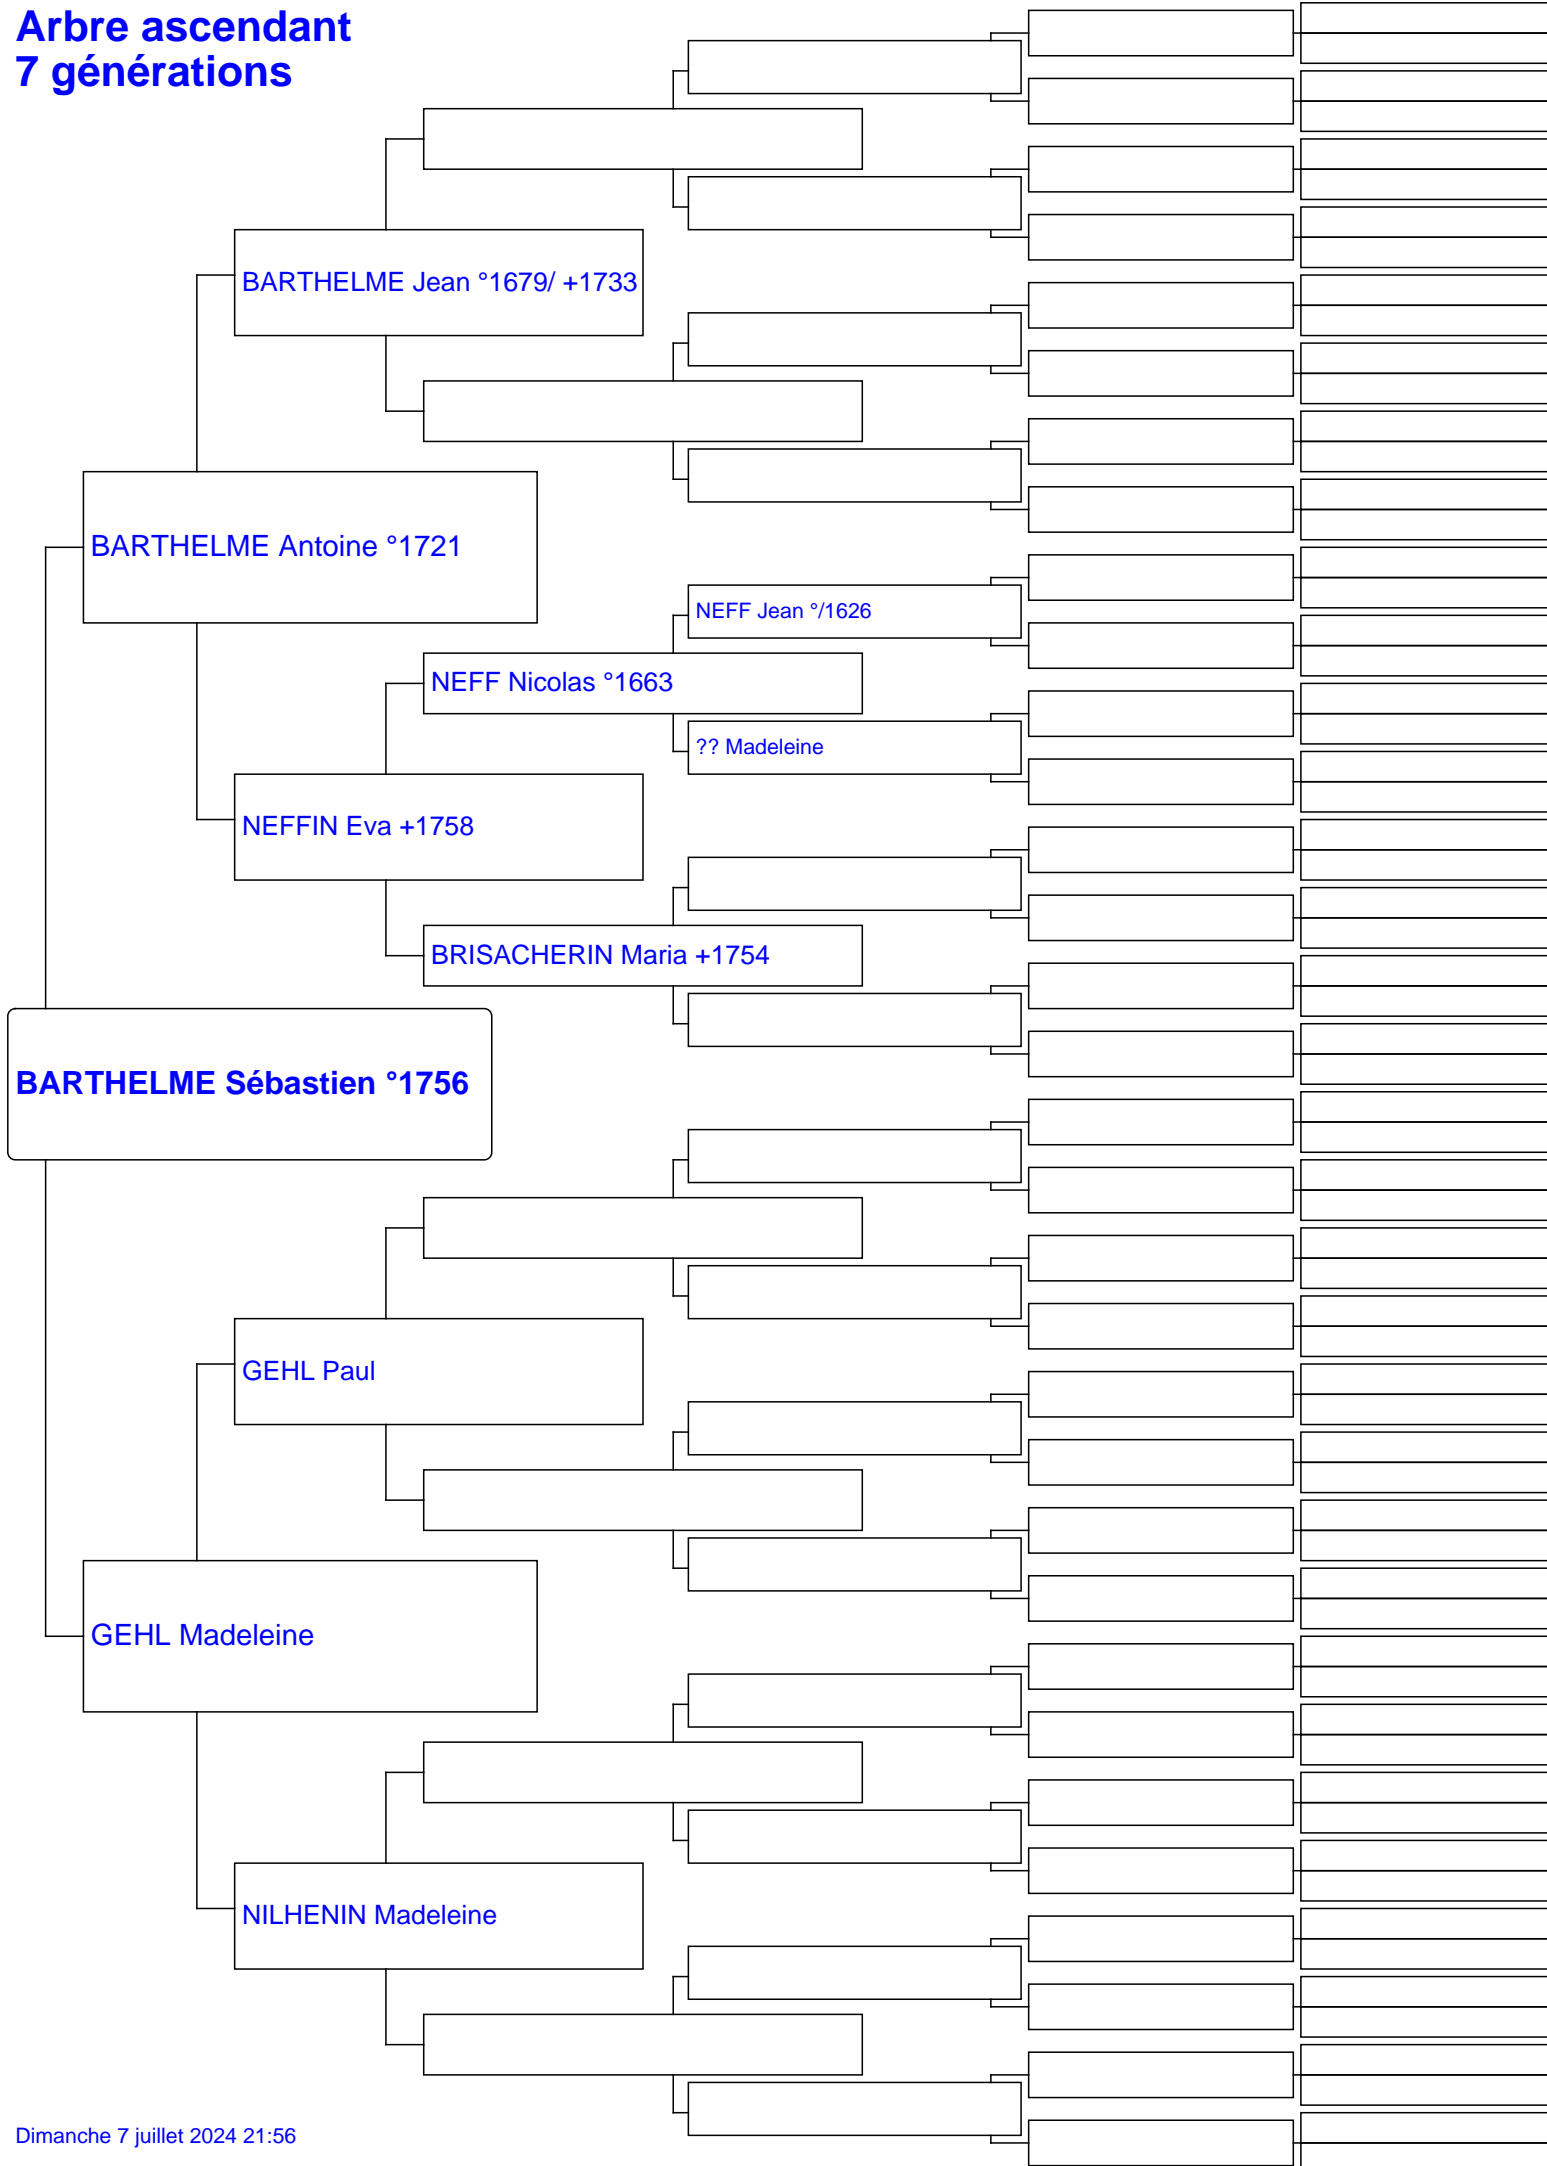 Arbre ascendant
7 générations
BARTHELME Jean °1679/ +1733
BARTHELME Antoine °1721
NEFF Jean °/1626
NEFF Nicolas °1663
?? Madeleine
NEFFIN Eva +1758
BRISACHERIN Maria +1754
BARTHELME Sébastien °1756
GEHL Paul
GEHL Madeleine
NILHENIN Madeleine
Dimanche 7 juillet 2024 21:56